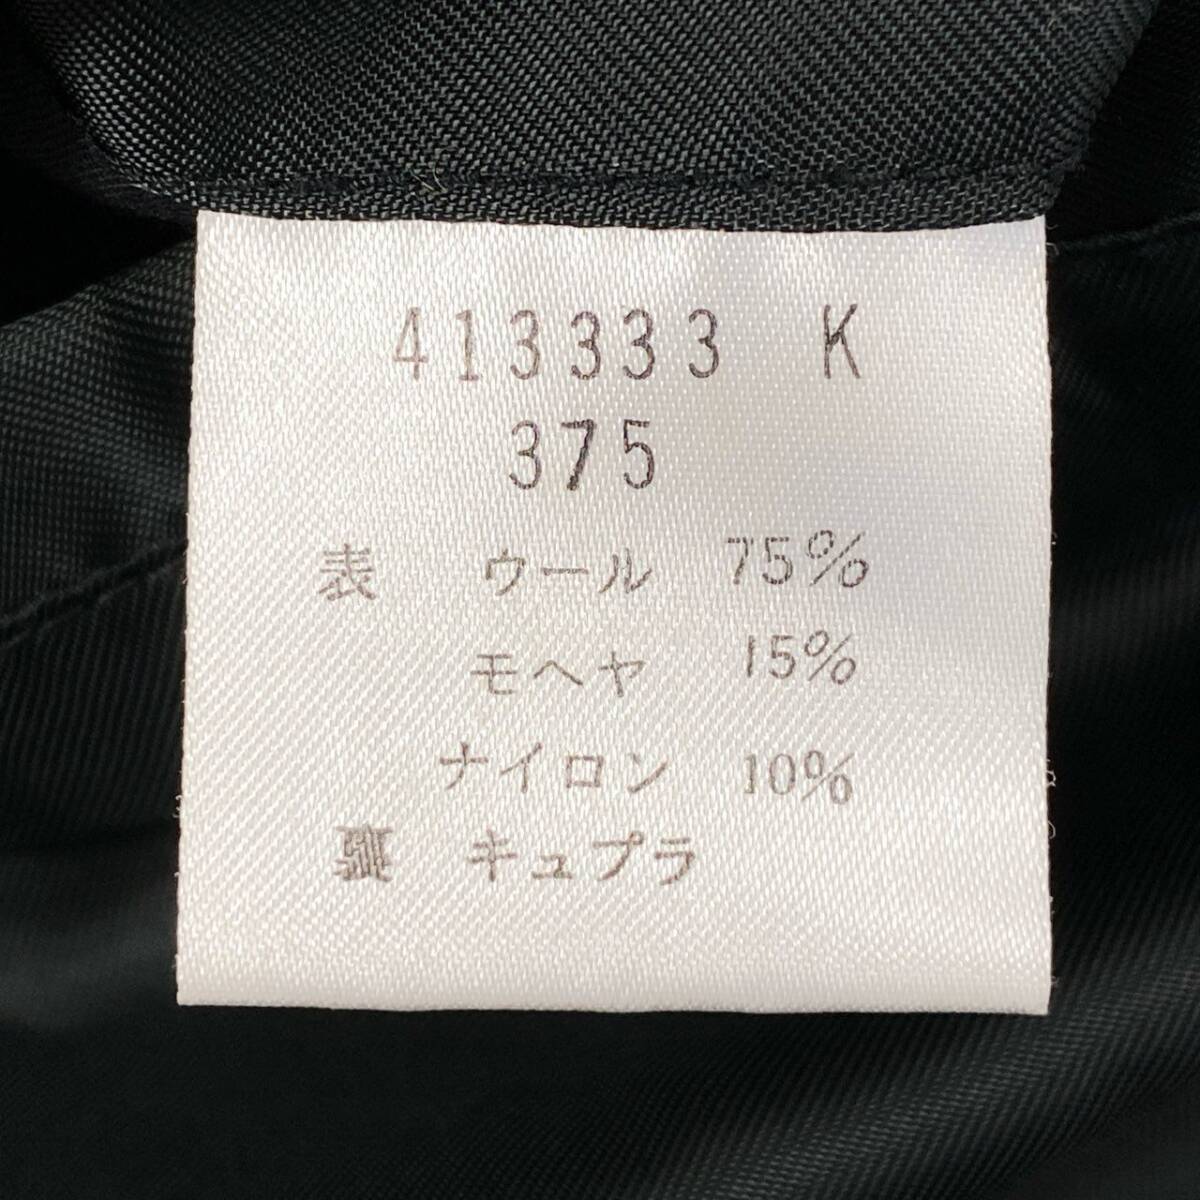 413333 K
375
表 ウール 75%
モヘヤ 15%
ナイロン 10%
裏 キュプラ